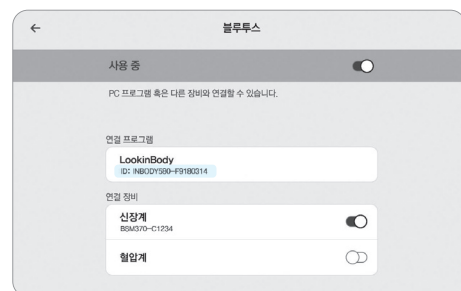 블루투스
사용 중
PC 프로그램 혹은 다른 장비와 연결할 수 있습니다.
연결 프로그램
LookinBody
ID: INBODY580-F9180314
연결 장비
신장계
BSM370-C1234
혈압계